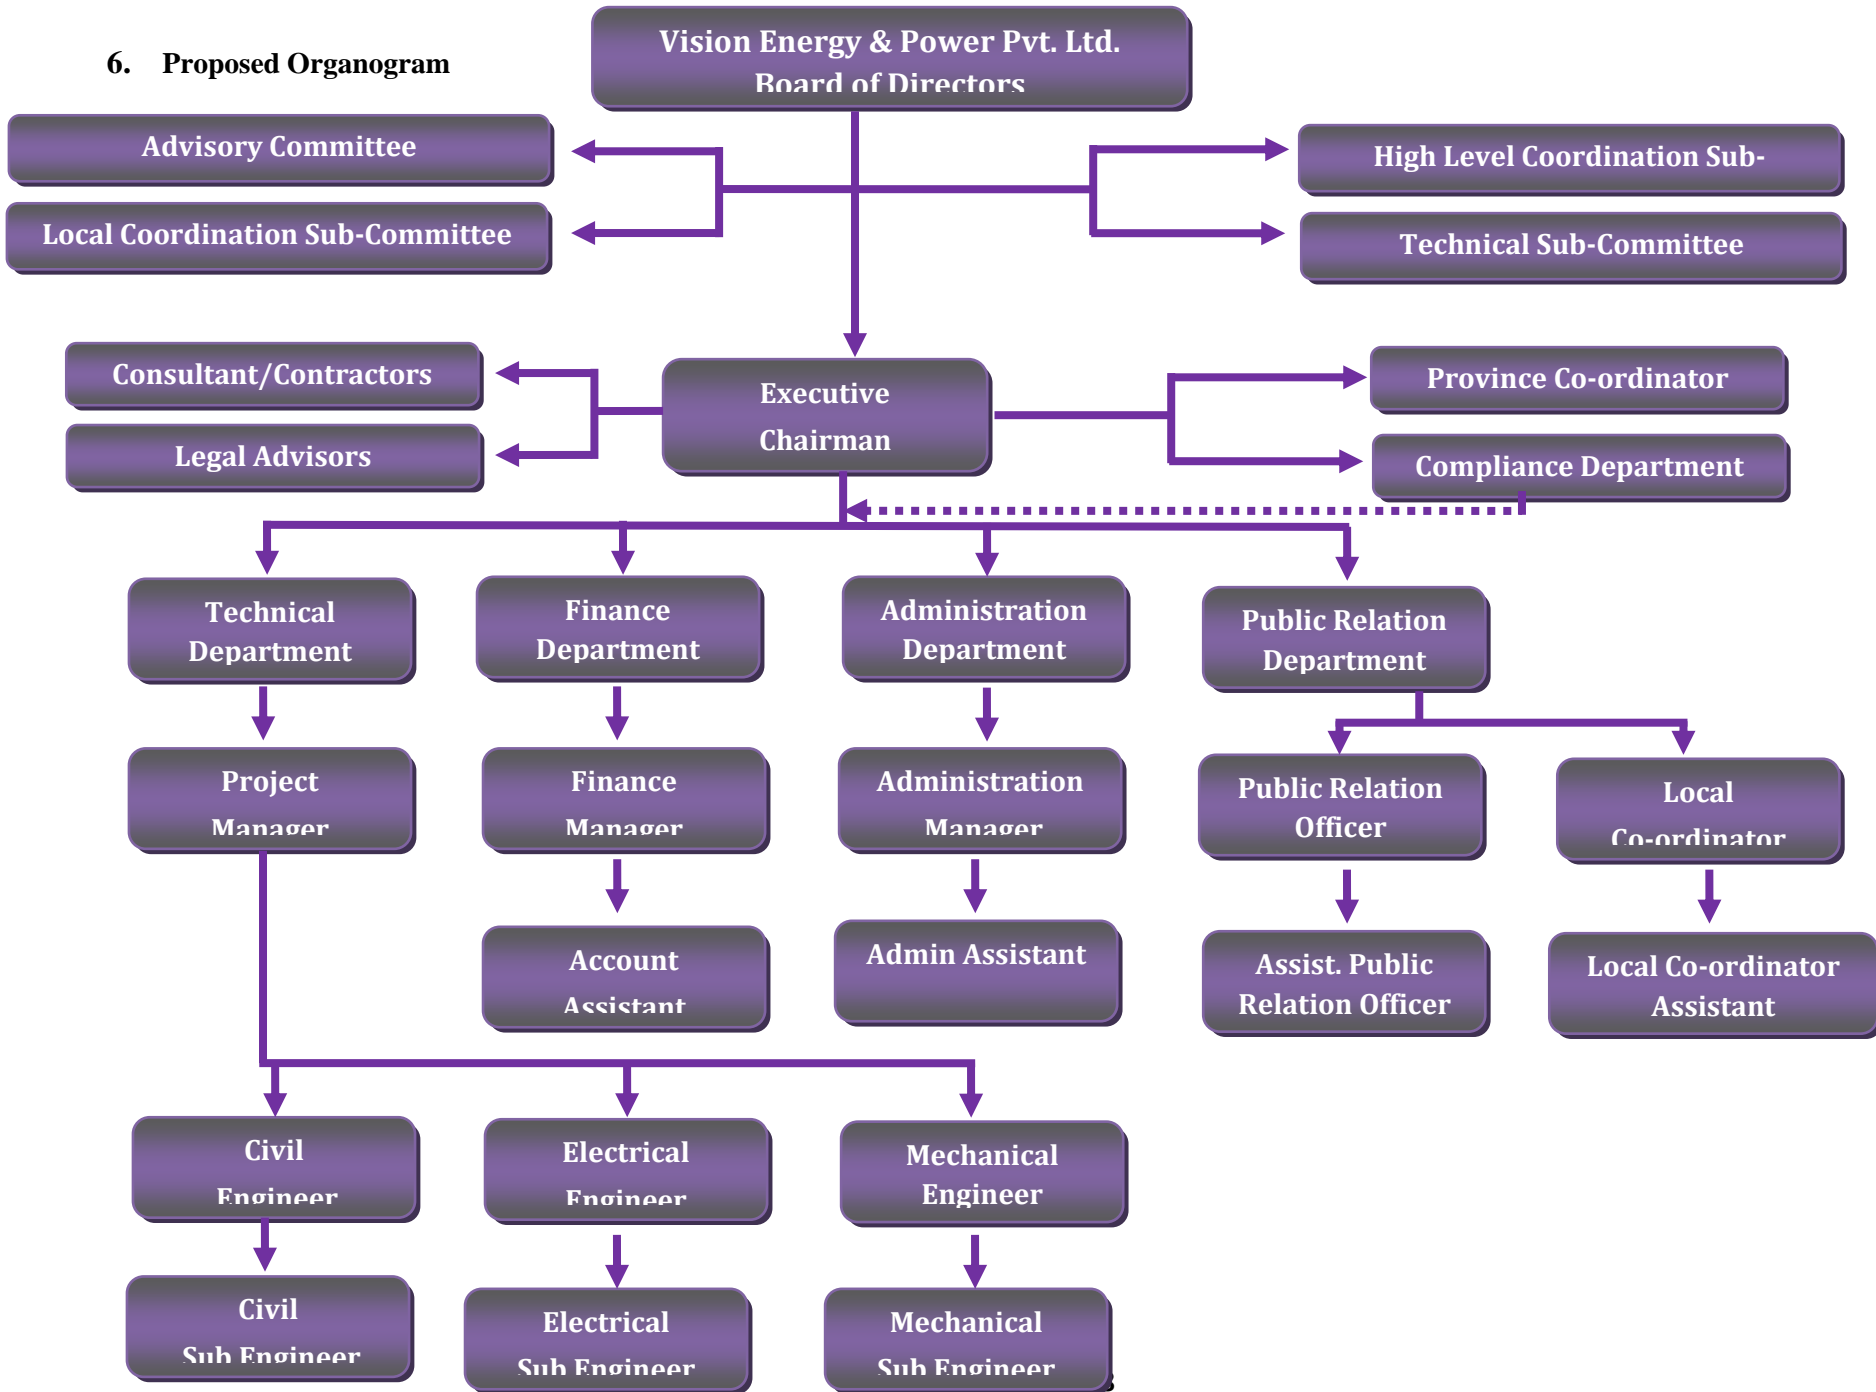 6. Proposed Organogram
Vision Energy & Power Pvt. Ltd.
Board of Directors
Advisory Committee
High Level Coordination Sub-
Local Coordination Sub-Committee
Technical Sub-Committee
Consultant/Contractors
Executive
Chairman
Province Co-ordinator
Legal Advisors
Compliance Department
Technical
Department
Finance
Department
Administration
Department
Public Relation
Department
Project
Manager
Finance
Manager
Administration
Manager
Public Relation
Officer
Local
Co-ordinator
Account
Assistant
Admin Assistant
Assist. Public
Relation Officer
Local Co-ordinator
Assistant
Civil
Engineer
Electrical
Engineer
Mechanical
Engineer
Civil
Sub Engineer
Electrical
Sub Engineer
Mechanical
Sub Engineer